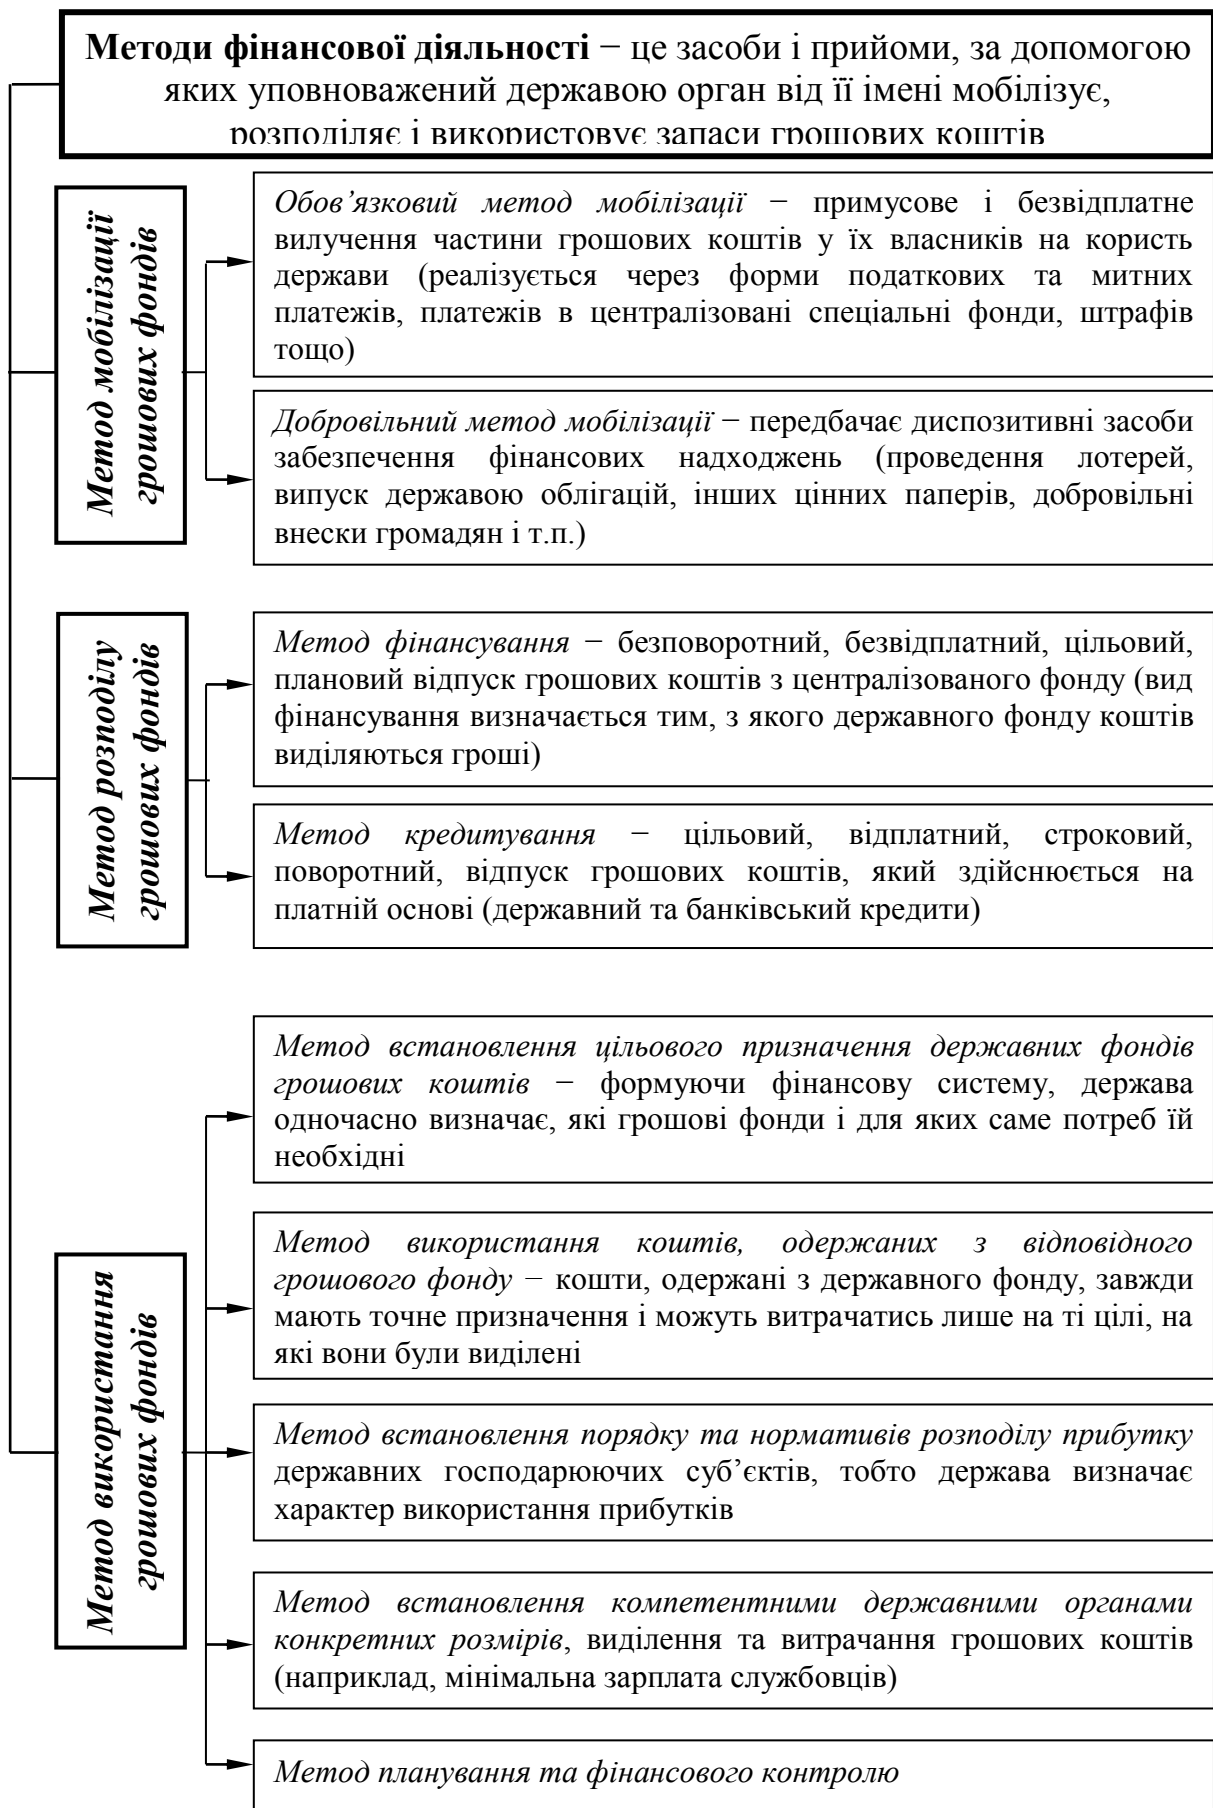 Методи фінансової діяльності − це засоби і прийоми, за допомогою
яких уповноважений державою орган від її імені мобілізує,
розподіляє і використовує запаси грошових коштів
Метод мобілізації
грошових фондів
Обов’язковий метод мобілізації − примусове і безвідплатне
вилучення частини грошових коштів у їх власників на користь
держави (реалізується через форми податкових та митних
платежів, платежів в централізовані спеціальні фонди, штрафів
тощо)
Добровільний метод мобілізації − передбачає диспозитивні засоби
забезпечення фінансових надходжень (проведення лотерей,
випуск державою облігацій, інших цінних паперів, добровільні
внески громадян і т.п.)
Метод розподілу
грошових фондів
Метод фінансування − безповоротний, безвідплатний, цільовий,
плановий відпуск грошових коштів з централізованого фонду (вид
фінансування визначається тим, з якого державного фонду коштів
виділяються гроші)
Метод кредитування − цільовий, відплатний, строковий,
поворотний, відпуск грошових коштів, який здійснюється на
платній основі (державний та банківський кредити)
Метод використання
грошових фондів
Метод встановлення цільового призначення державних фондів
грошових коштів − формуючи фінансову систему, держава
одночасно визначає, які грошові фонди і для яких саме потреб їй
необхідні
Метод використання коштів, одержаних з відповідного
грошового фонду − кошти, одержані з державного фонду, завжди
мають точне призначення і можуть витрачатись лише на ті цілі, на
які вони були виділені
Метод встановлення порядку та нормативів розподілу прибутку
державних господарюючих суб’єктів, тобто держава визначає
характер використання прибутків
Метод встановлення компетентними державними органами
конкретних розмірів, виділення та витрачання грошових коштів
(наприклад, мінімальна зарплата службовців)
Метод планування та фінансового контролю